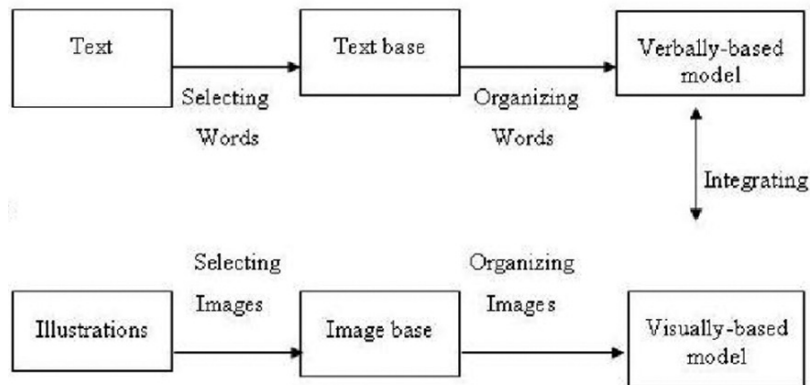 Text
Text base
Verbally-based
model
Selecting
Words
Organizing
Words
Integrating
Selecting
Images
Organizing
Images
Illustrations
Image base
Visually-based
model